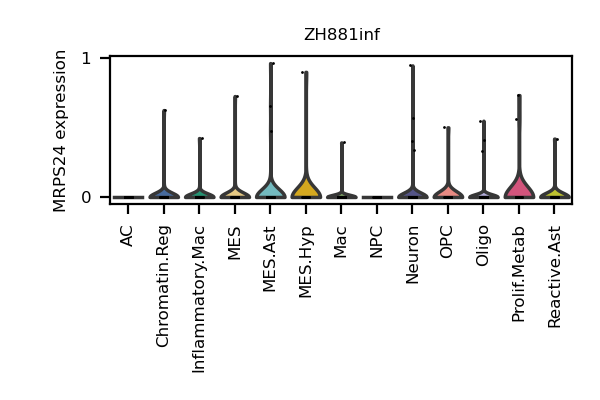 ZH881inf
MRPS24 expression
1
0
AC
Chromatin.Reg
Inflammatory.Mac
MES
MES.Ast
MES.Hyp
Mac
NPC
Neuron
OPC
Oligo
Prolif.Metab
Reactive.Ast